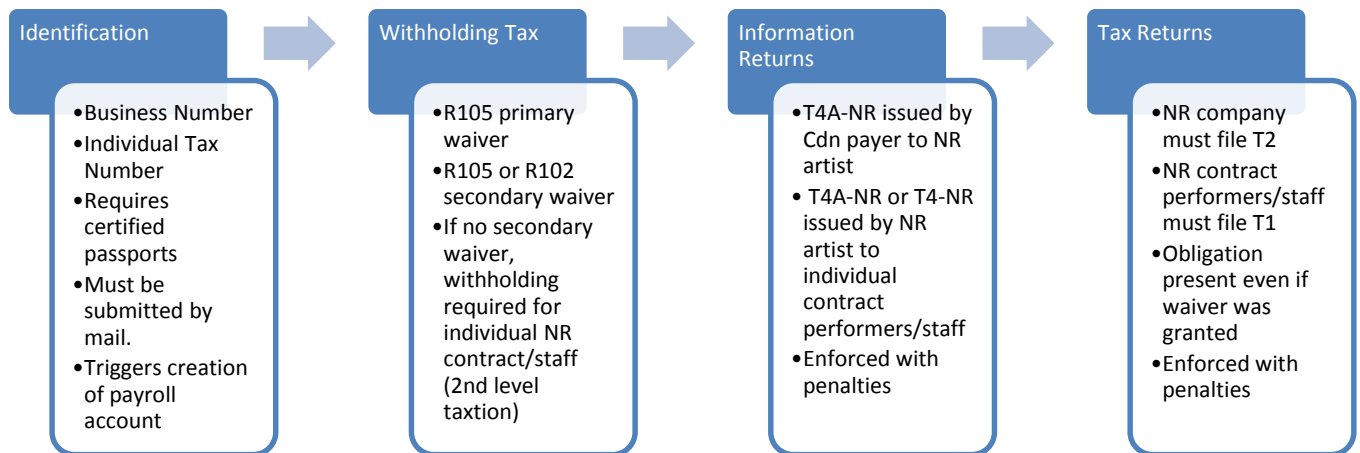 Identification
•Business Number
•Individual Tax
Number
•Requires
certified
passports
•Must be
submitted by
mail.
•Triggers creation
of payroll
account
Withholding Tax
•R105 primary
waiver
•R105 or R102
secondary waiver
•If no secondary
waiver,
withholding
required for
individual NR
contract/staff
(2nd level
taxtion)
Information
Returns
•T4A-NR issued by
Cdn payer to NR
artist
• T4A-NR or T4-NR
issued by NR
artist to
individual
contract
performers/staff
•Enforced with
penalties
Tax Returns
•NR company
must file T2
•NR contract
performers/staff
must file T1
•Obligation
present even if
waiver was
granted
•Enforced with
penalties